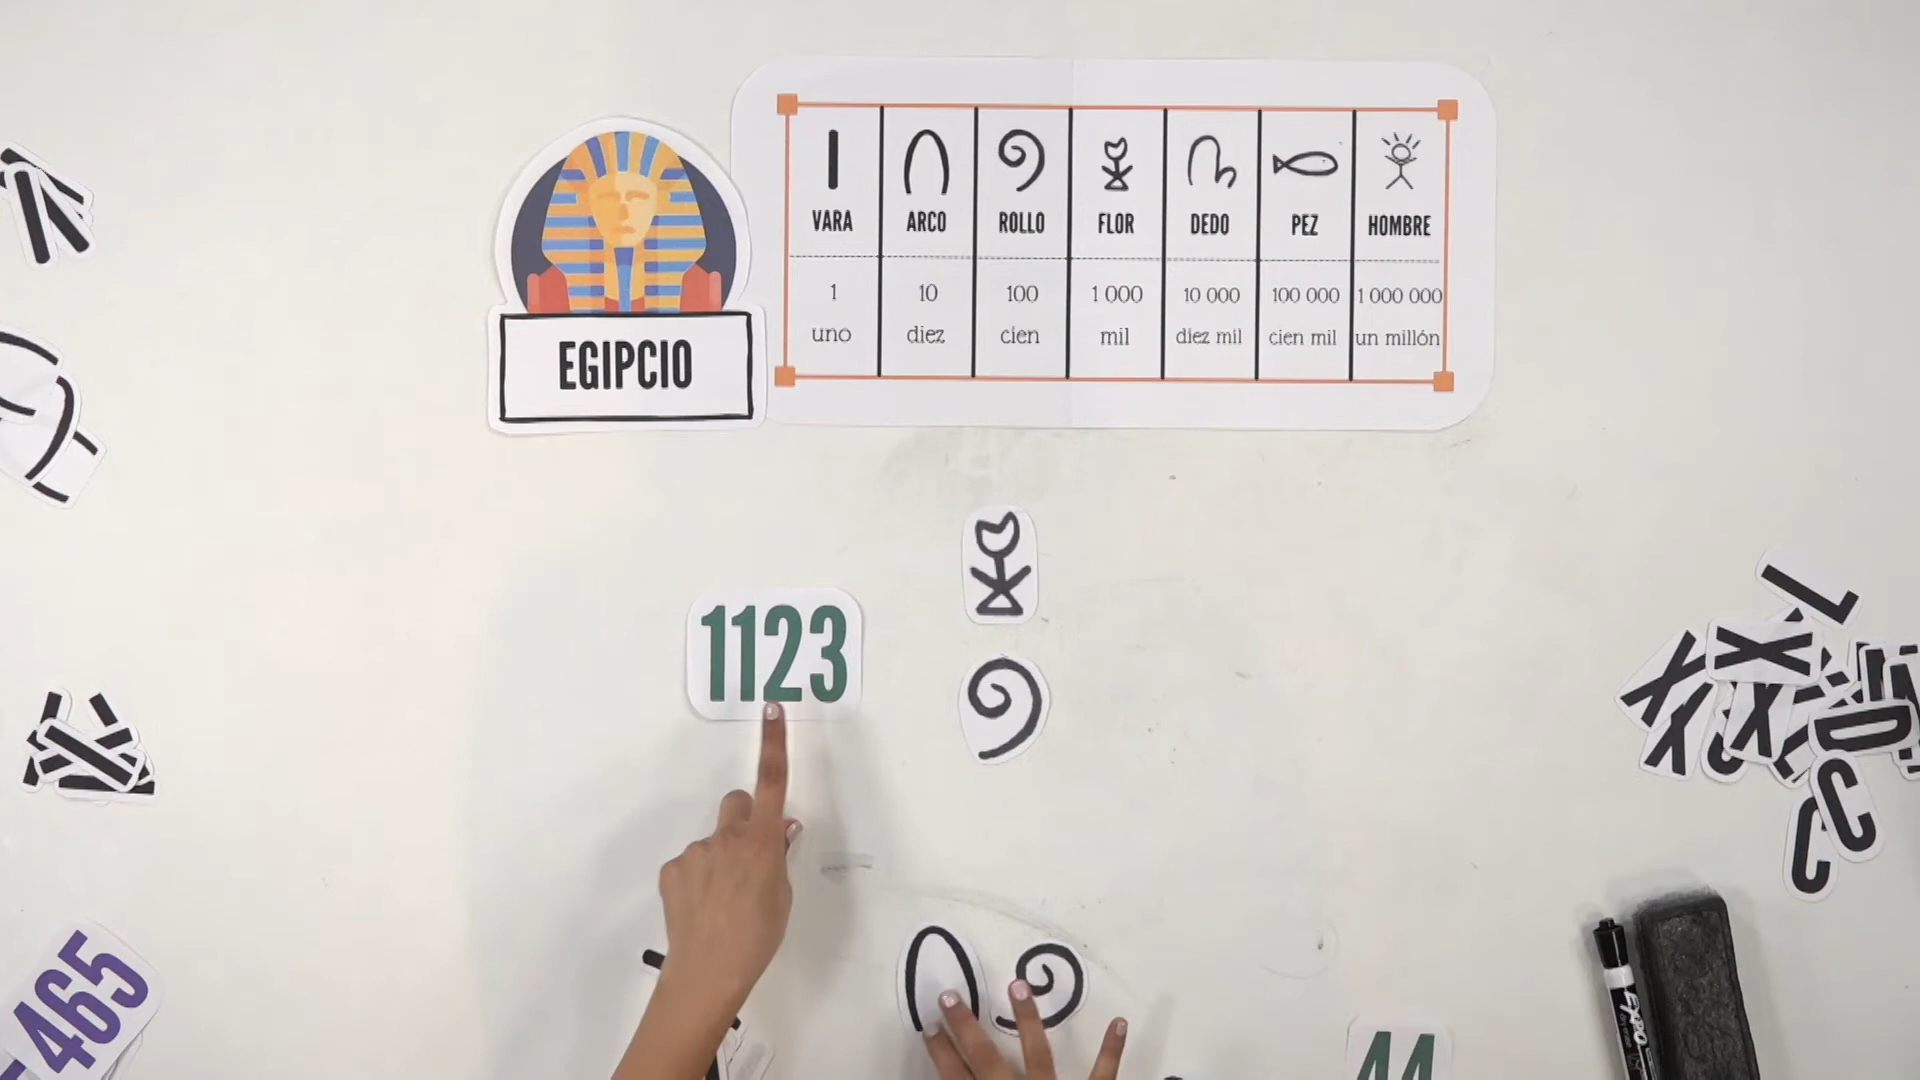 VARA ARCO ROLLO FLOR DEDO PEZ HOMBRE
1 10 100 1 000 10 000 100 000 1 000 000
uno diez cien mil diez mil cien mil un millón
EGIPCIO
1123
X
X
X
D
C
C
465
EXPO
44